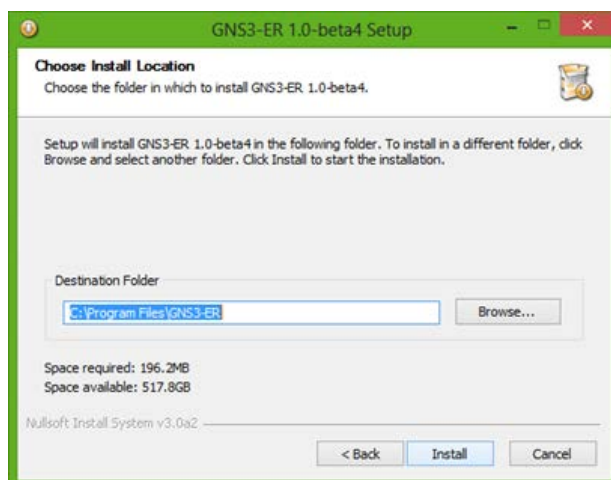 GNS3-ER 1.0-beta4 Setup
Choose Install Location
Choose the folder in which to install GNS3-ER 1.0-beta4.
Setup will install GNS3-ER 1.0-beta4 in the following folder. To install in a different folder, click
Browse and select another folder. Click Install to start the installation.
Destination Folder
C:\Program Files\GNS3-ER
Browse...
Space required: 196.2MB
Space available: 517.8GB
Nullsoft Install System v3.0a2
< Back Install Cancel